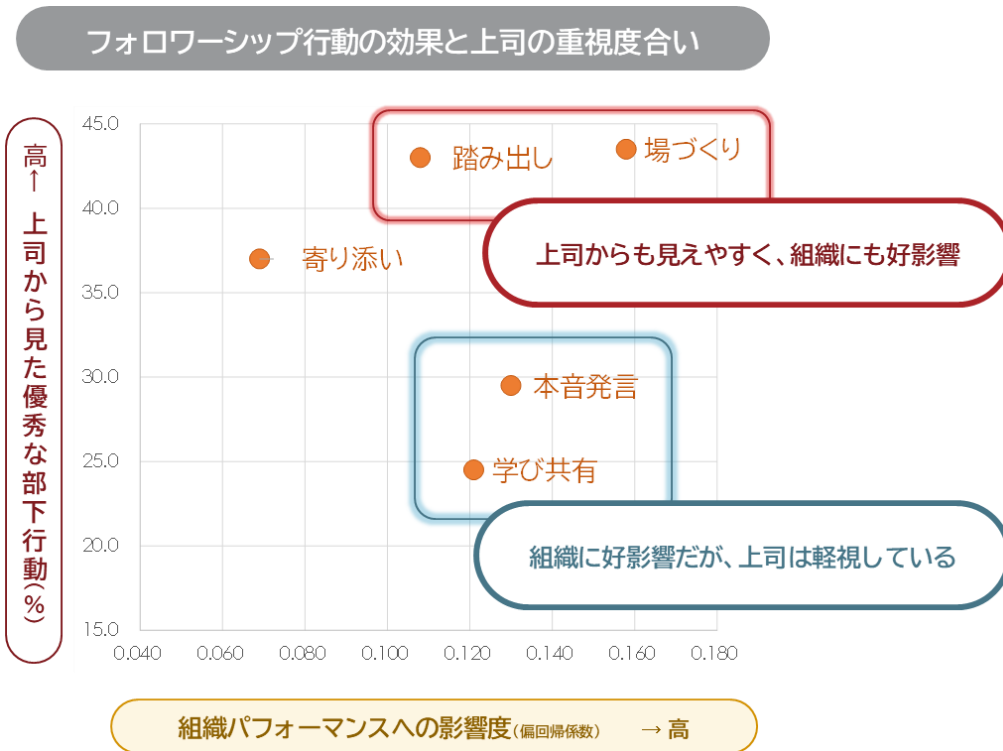 フォロワーシップ行動の効果と上司の重視度合い
高↑ 上司から見た優秀な部下行動(%)
45.0
40.0
35.0
30.0
25.0
20.0
15.0
踏み出し
場づくり
上司からも見えやすく、組織にも好影響
寄り添い
本音発言
学び共有
組織に好影響だが、上司は軽視している
0.040 0.060 0.080 0.100 0.120 0.140 0.160 0.180
組織パフォーマンスへの影響度(偏回帰係数) → 高